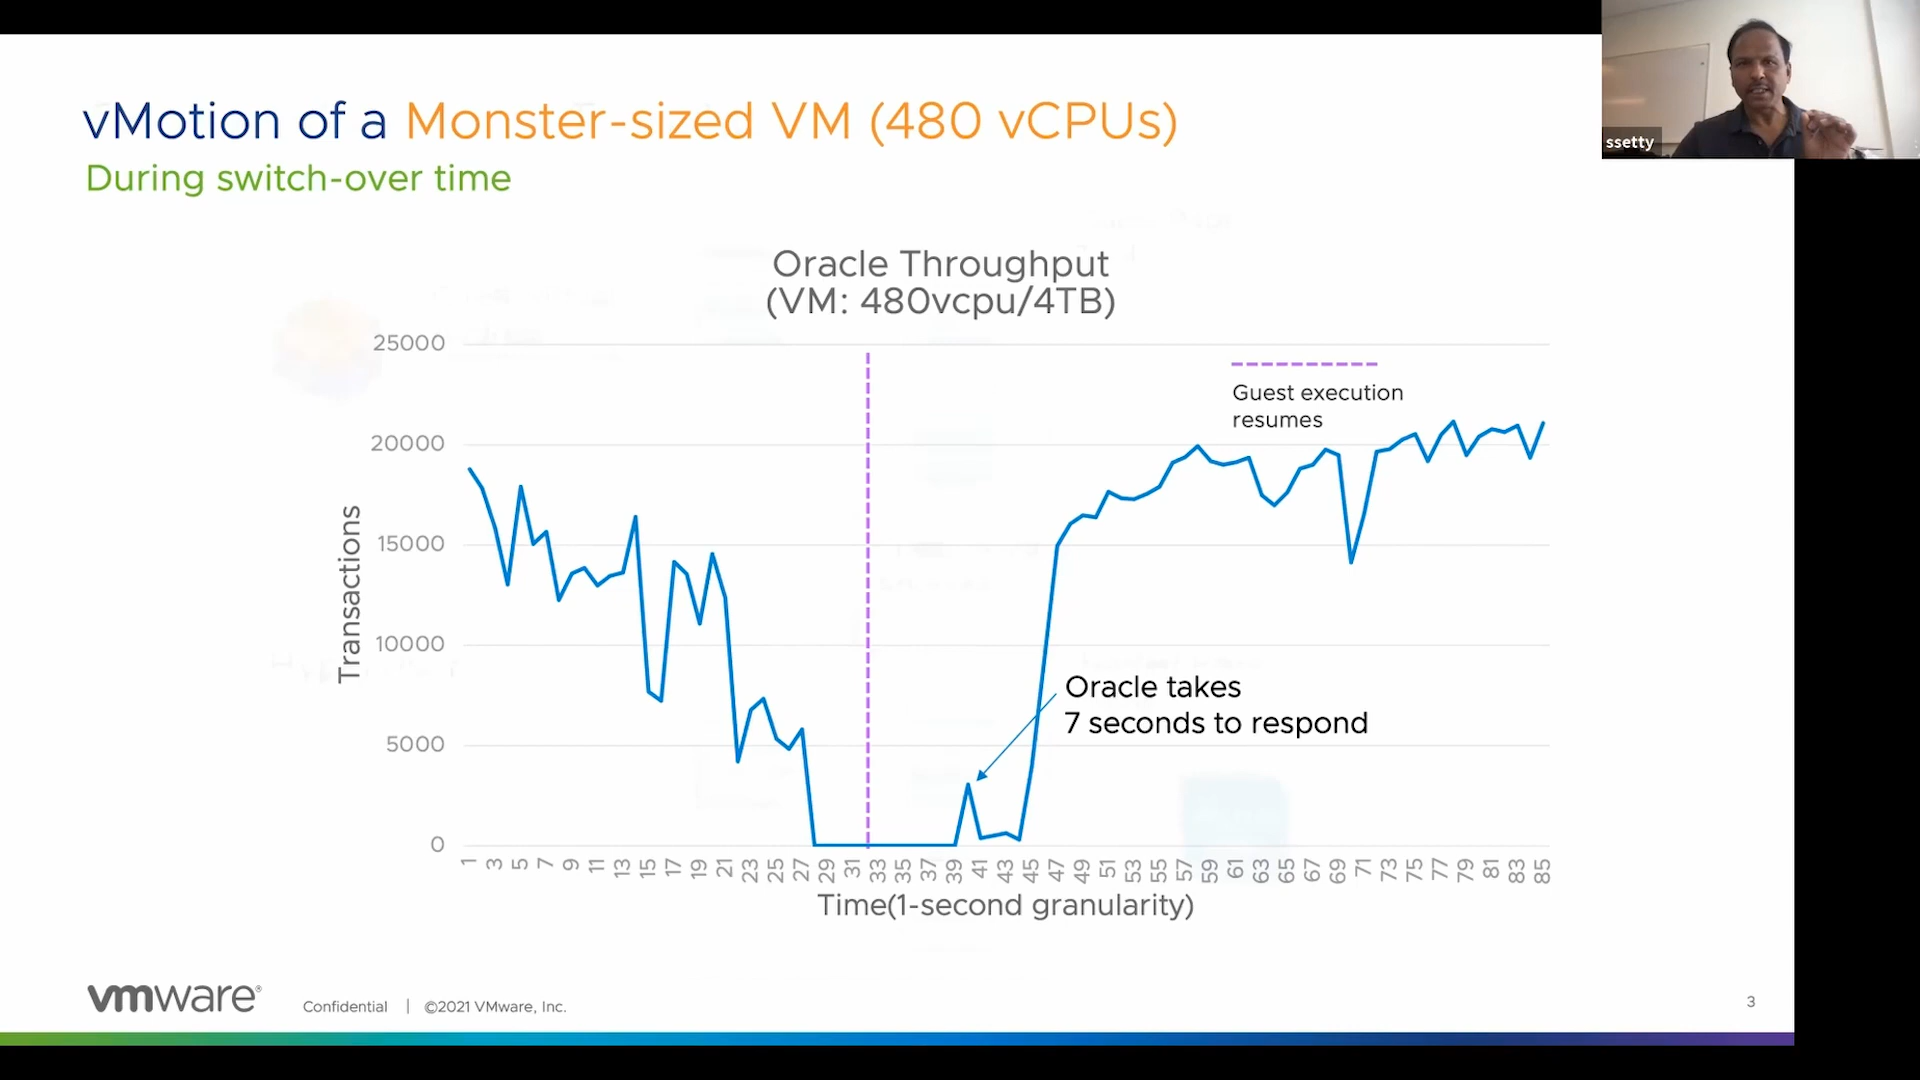 vMotion of a Monster-sized VM (480 vCPUs)
During switch-over time
ssetty
Oracle Throughput
(VM: 480vcpu/4TB)
25000
20000
15000
10000
5000
0
Transactions
Guest execution
resumes
Oracle takes
7 seconds to respond
1 3 5 7 9 11 13 15 17 19 21 23 25 27 29 31 33 35 37 39 41 43 45 47 49 51 53 55 57 59 61 63 65 67 69 71 73 75 77 79 81 83 85
Time(1-second granularity)
vmware®
Confidential | ©2021 VMware, Inc.
3